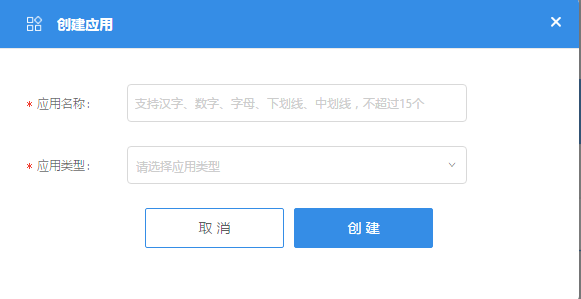 创建应用
* 应用名称：
支持汉字、数字、字母、下划线、中划线，不超过15个
* 应用类型：
请选择应用类型
取 消
创 建